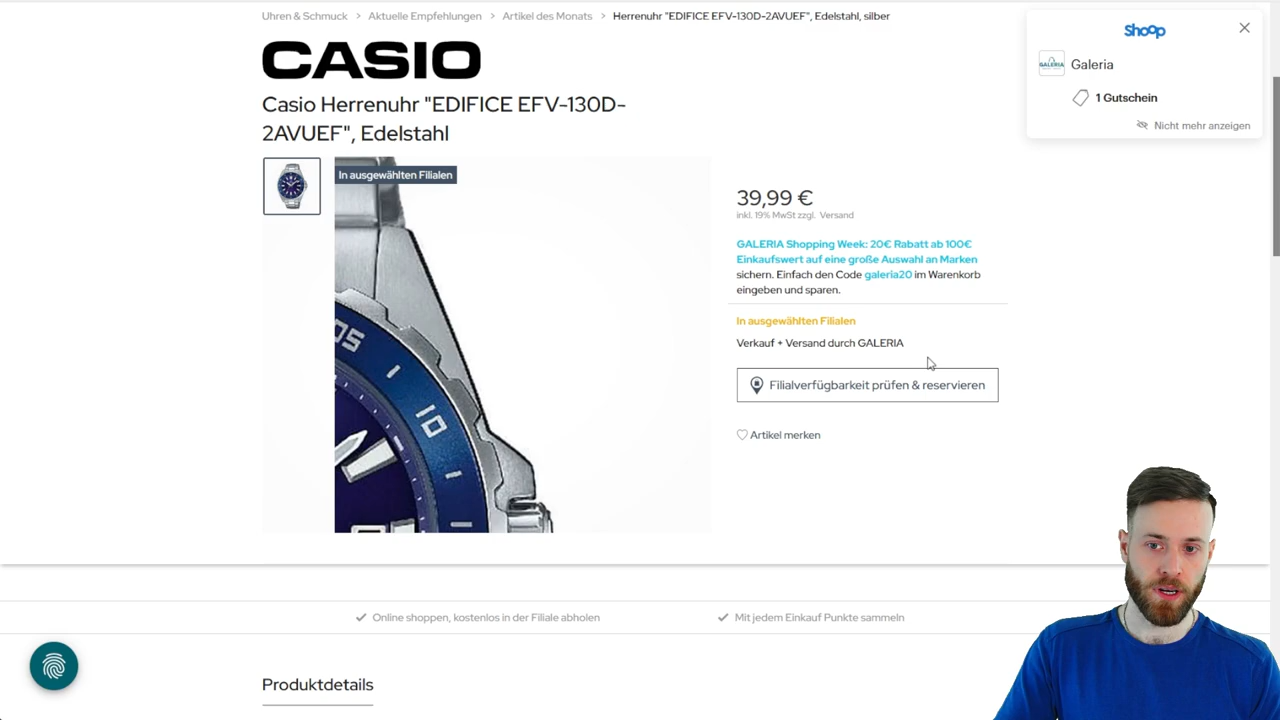 Uhren & Schmuck > Aktuelle Empfehlungen > Artikel des Monats > Herrenuhr "EDIFICE EFV-130D-2AVUEF", Edelstahl, silber
shoop
GALERIA
Galeria
1 Gutschein
Nicht mehr anzeigen
CASIO
Casio Herrenuhr "EDIFICE EFV-130D-
2AVUEF", Edelstahl
In ausgewählten Filialen
39,99 €
inkl. 19% MwSt zzgl. Versand
GALERIA Shopping Week: 20€ Rabatt ab 100€
Einkaufswert auf eine große Auswahl an Marken
sichern. Einfach den Code galeria20 im Warenkorb
eingeben und sparen.
In ausgewählten Filialen
Verkauf + Versand durch GALERIA
Filialverfügbarkeit prüfen & reservieren
Artikel merken
05
10
Online shoppen, kostenlos in der Filiale abholen
Mit jedem Einkauf Punkte sammeln
Produktdetails